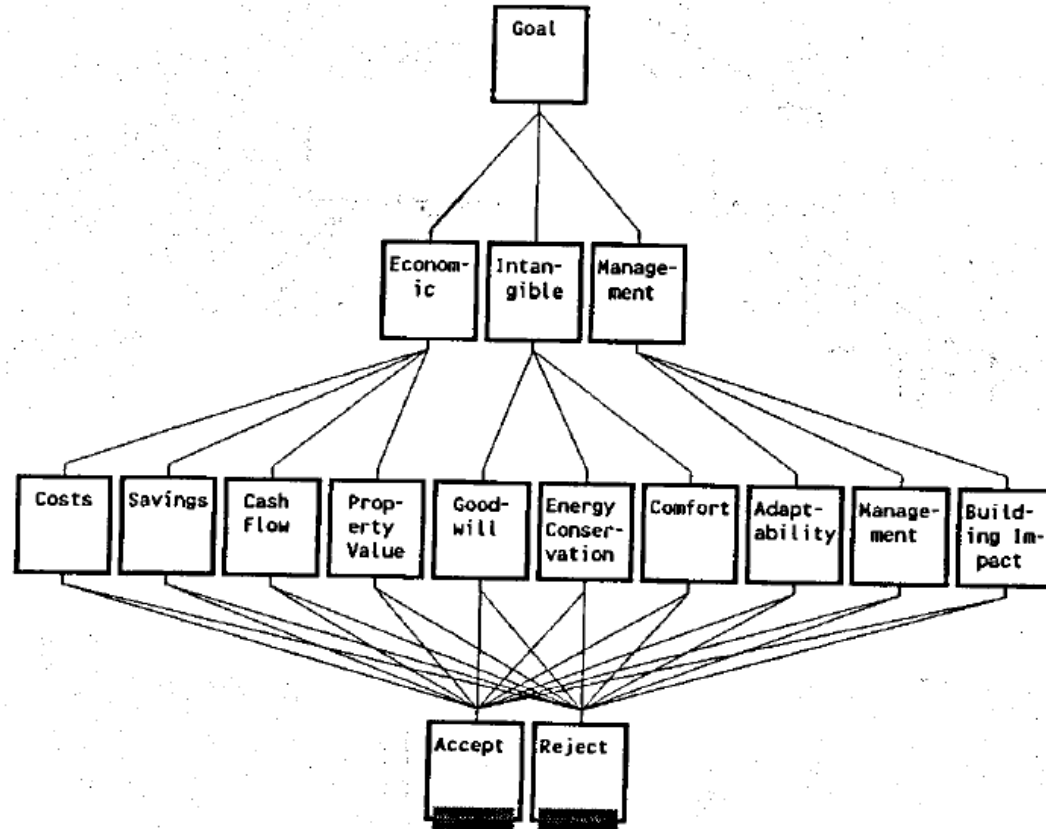 Goal
Econom-
ic
Intan-
gible
Manage-
ment
Costs
Savings
Cash
Flow
Prop-
erty
Value
Good-
will
Energy
Conser-
vation
Comfort
Adapt-
ability
Manage-
ment
Build-
ing Im-
pact
Accept
Reject